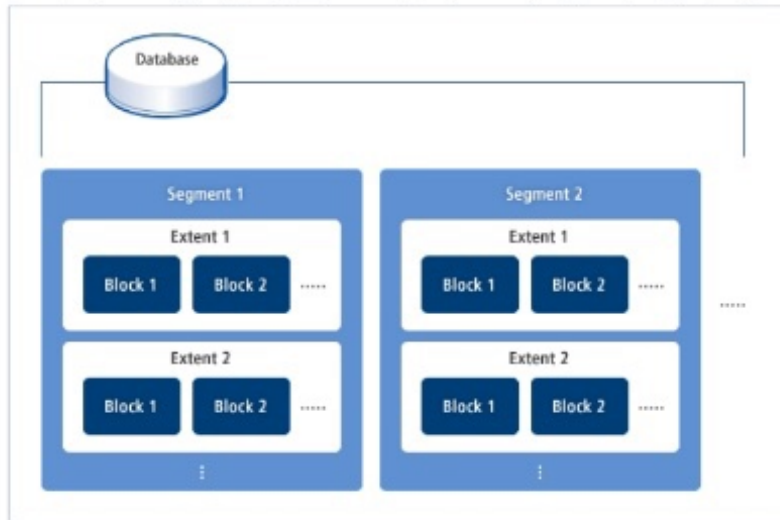 Database
Segment 1
Extent 1
Block 1 Block 2 .....
Extent 2
Block 1 Block 2 .....
⋮
Segment 2
Extent 1
Block 1 Block 2 .....
Extent 2
Block 1 Block 2 .....
⋮
.....